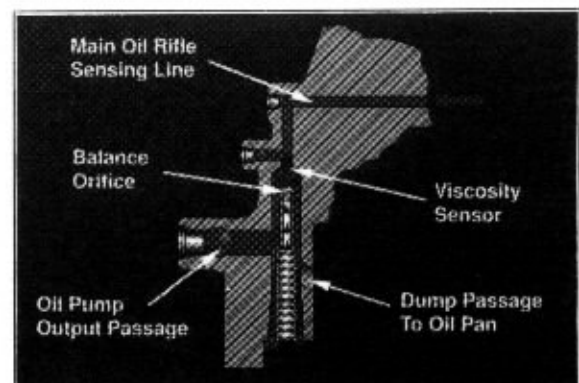 Main Oil Rifle
Sensing Line
Balance
Orifice
Viscosity
Sensor
Oil Pump
Output Passage
Dump Passage
To Oil Pan